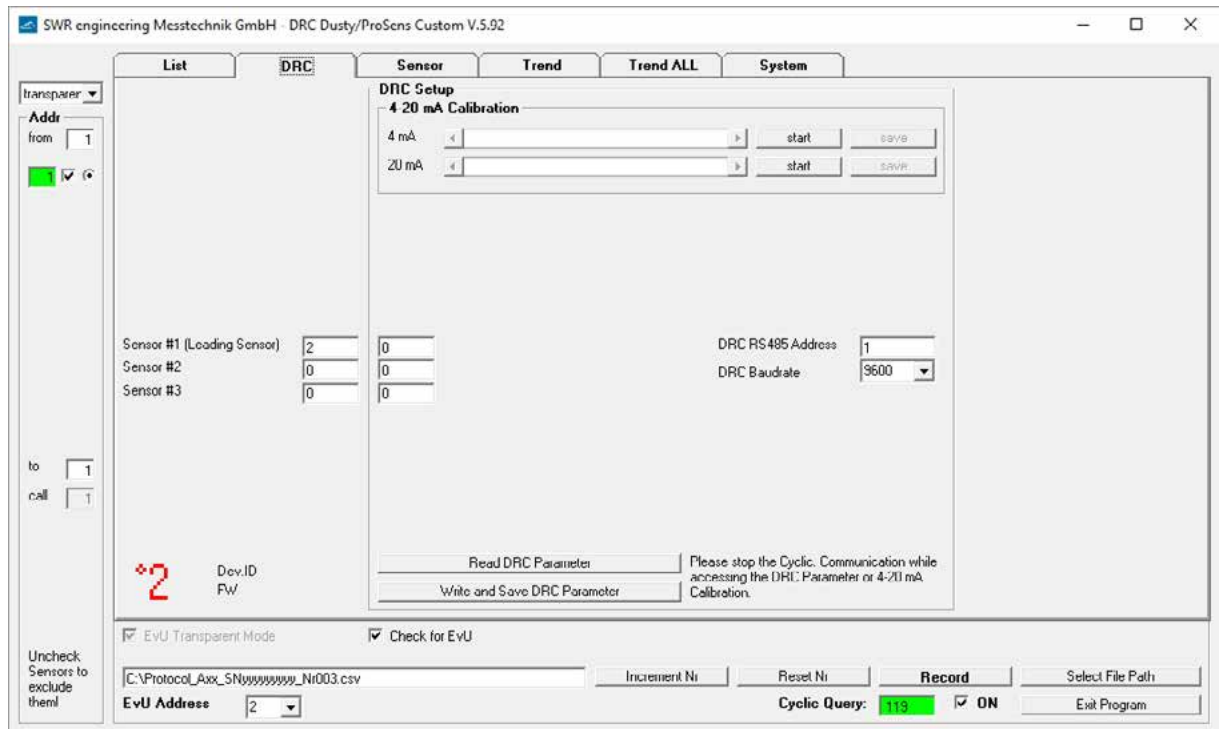 SWR engineering Messtechnik GmbH - DRC Dusty/ProSens Custom V.5.92
List DRC Sensor Trend Trend ALL System
transparer
Addr
from 1
1
to 1
call 1
Uncheck
Sensors to
exclude
them!
DRC Setup
4-20 mA Calibration
4 mA start save
20 mA start save
Sensor #1 (Leading Sensor) 2 0
Sensor #2 0 0
Sensor #3 0 0
DRC RS485 Address 1
DRC Baudrate 9600
°2
Dev.ID
FW
Read DRC Parameter
Write and Save DRC Parameter
Please stop the Cyclic. Communication while
accessing the DRC Parameter or 4-20 mA
Calibration.
EvU Transparent Mode Check for EvU
C:\Protocol_Axx_SNyyyyyyyyy_Nr003.csv Increment Nr Reset Nr Record Select File Path
EvU Address 2 Cyclic Query: 119 ON Exit Program